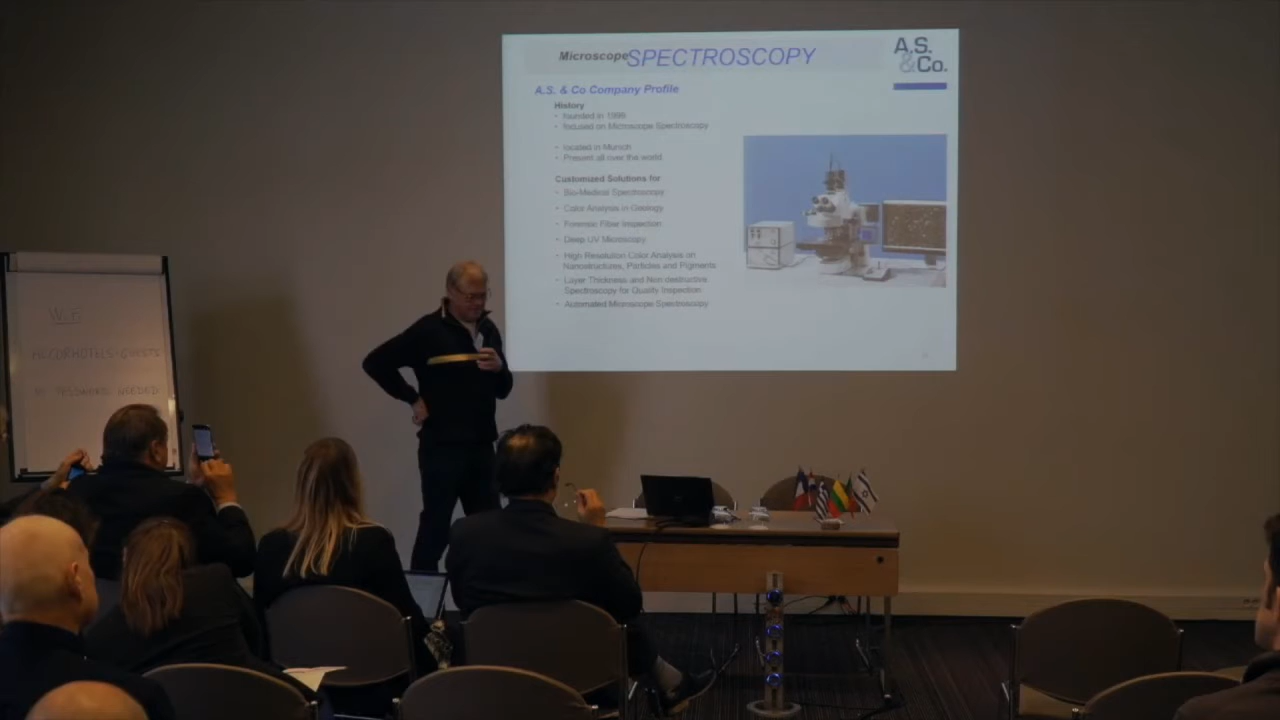 Microscope SPECTROSCOPY
A.S.
&Co.
A.S. & Co Company Profile
History
· founded in 1999
· focused on Microscope Spectroscopy
· located in Munich
· Present all over the world
Customized Solutions for
· Bio-Medical Spectroscopy
· Color Analysis in Geology
· Forensic Fiber Inspection
· Deep UV Microscopy
· High Resolution Color Analysis on
Nanostructures, Particles and Pigments
· Layer Thickness and Non destructive
Spectroscopy for Quality Inspection
· Automated Microscope Spectroscopy
PASSWORD NEEDED